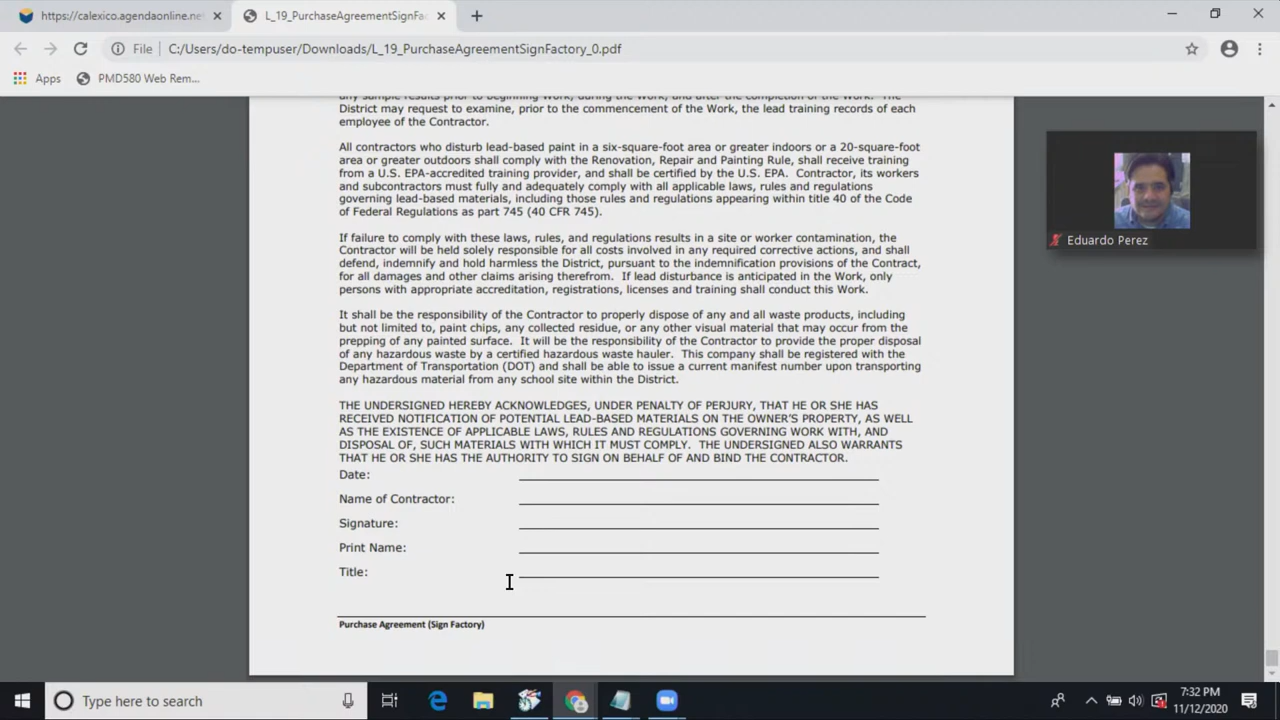 https://calexico.agendaonline.ne
L_19_PurchaseAgreementSignFac
File
C:/Users/do-tempuser/Downloads/L_19_PurchaseAgreementSignFactory_0.pdf
Apps
PMD580 Web Rem...
any sample results prior to beginning Work, during the Work, and after the completion of the Work. The
District may request to examine, prior to the commencement of the Work, the lead training records of each
employee of the Contractor.
All contractors who disturb lead-based paint in a six-square-foot area or greater indoors or a 20-square-foot
area or greater outdoors shall comply with the Renovation, Repair and Painting Rule, shall receive training
from a U.S. EPA-accredited training provider, and shall be certified by the U.S. EPA. Contractor, its workers
and subcontractors must fully and adequately comply with all applicable laws, rules and regulations
governing lead-based materials, including those rules and regulations appearing within title 40 of the Code
of Federal Regulations as part 745 (40 CFR 745).
If failure to comply with these laws, rules, and regulations results in a site or worker contamination, the
Contractor will be held solely responsible for all costs involved in any required corrective actions, and shall
defend, indemnify and hold harmless the District, pursuant to the indemnification provisions of the Contract,
for all damages and other claims arising therefrom. If lead disturbance is anticipated in the Work, only
persons with appropriate accreditation, registrations, licenses and training shall conduct this Work.
It shall be the responsibility of the Contractor to properly dispose of any and all waste products, including
but not limited to, paint chips, any collected residue, or any other visual material that may occur from the
prepping of any painted surface. It will be the responsibility of the Contractor to provide the proper disposal
of any hazardous waste by a certified hazardous waste hauler. This company shall be registered with the
Department of Transportation (DOT) and shall be able to issue a current manifest number upon transporting
any hazardous material from any school site within the District.
THE UNDERSIGNED HEREBY ACKNOWLEDGES, UNDER PENALTY OF PERJURY, THAT HE OR SHE HAS
RECEIVED NOTIFICATION OF POTENTIAL LEAD-BASED MATERIALS ON THE OWNER'S PROPERTY, AS WELL
AS THE EXISTENCE OF APPLICABLE LAWS, RULES AND REGULATIONS GOVERNING WORK WITH, AND
DISPOSAL OF, SUCH MATERIALS WITH WHICH IT MUST COMPLY. THE UNDERSIGNED ALSO WARRANTS
THAT HE OR SHE HAS THE AUTHORITY TO SIGN ON BEHALF OF AND BIND THE CONTRACTOR.
Date:
Name of Contractor:
Signature:
Print Name:
Title:
Purchase Agreement (Sign Factory)
Eduardo Perez
Type here to search
7:32 PM
11/12/2020